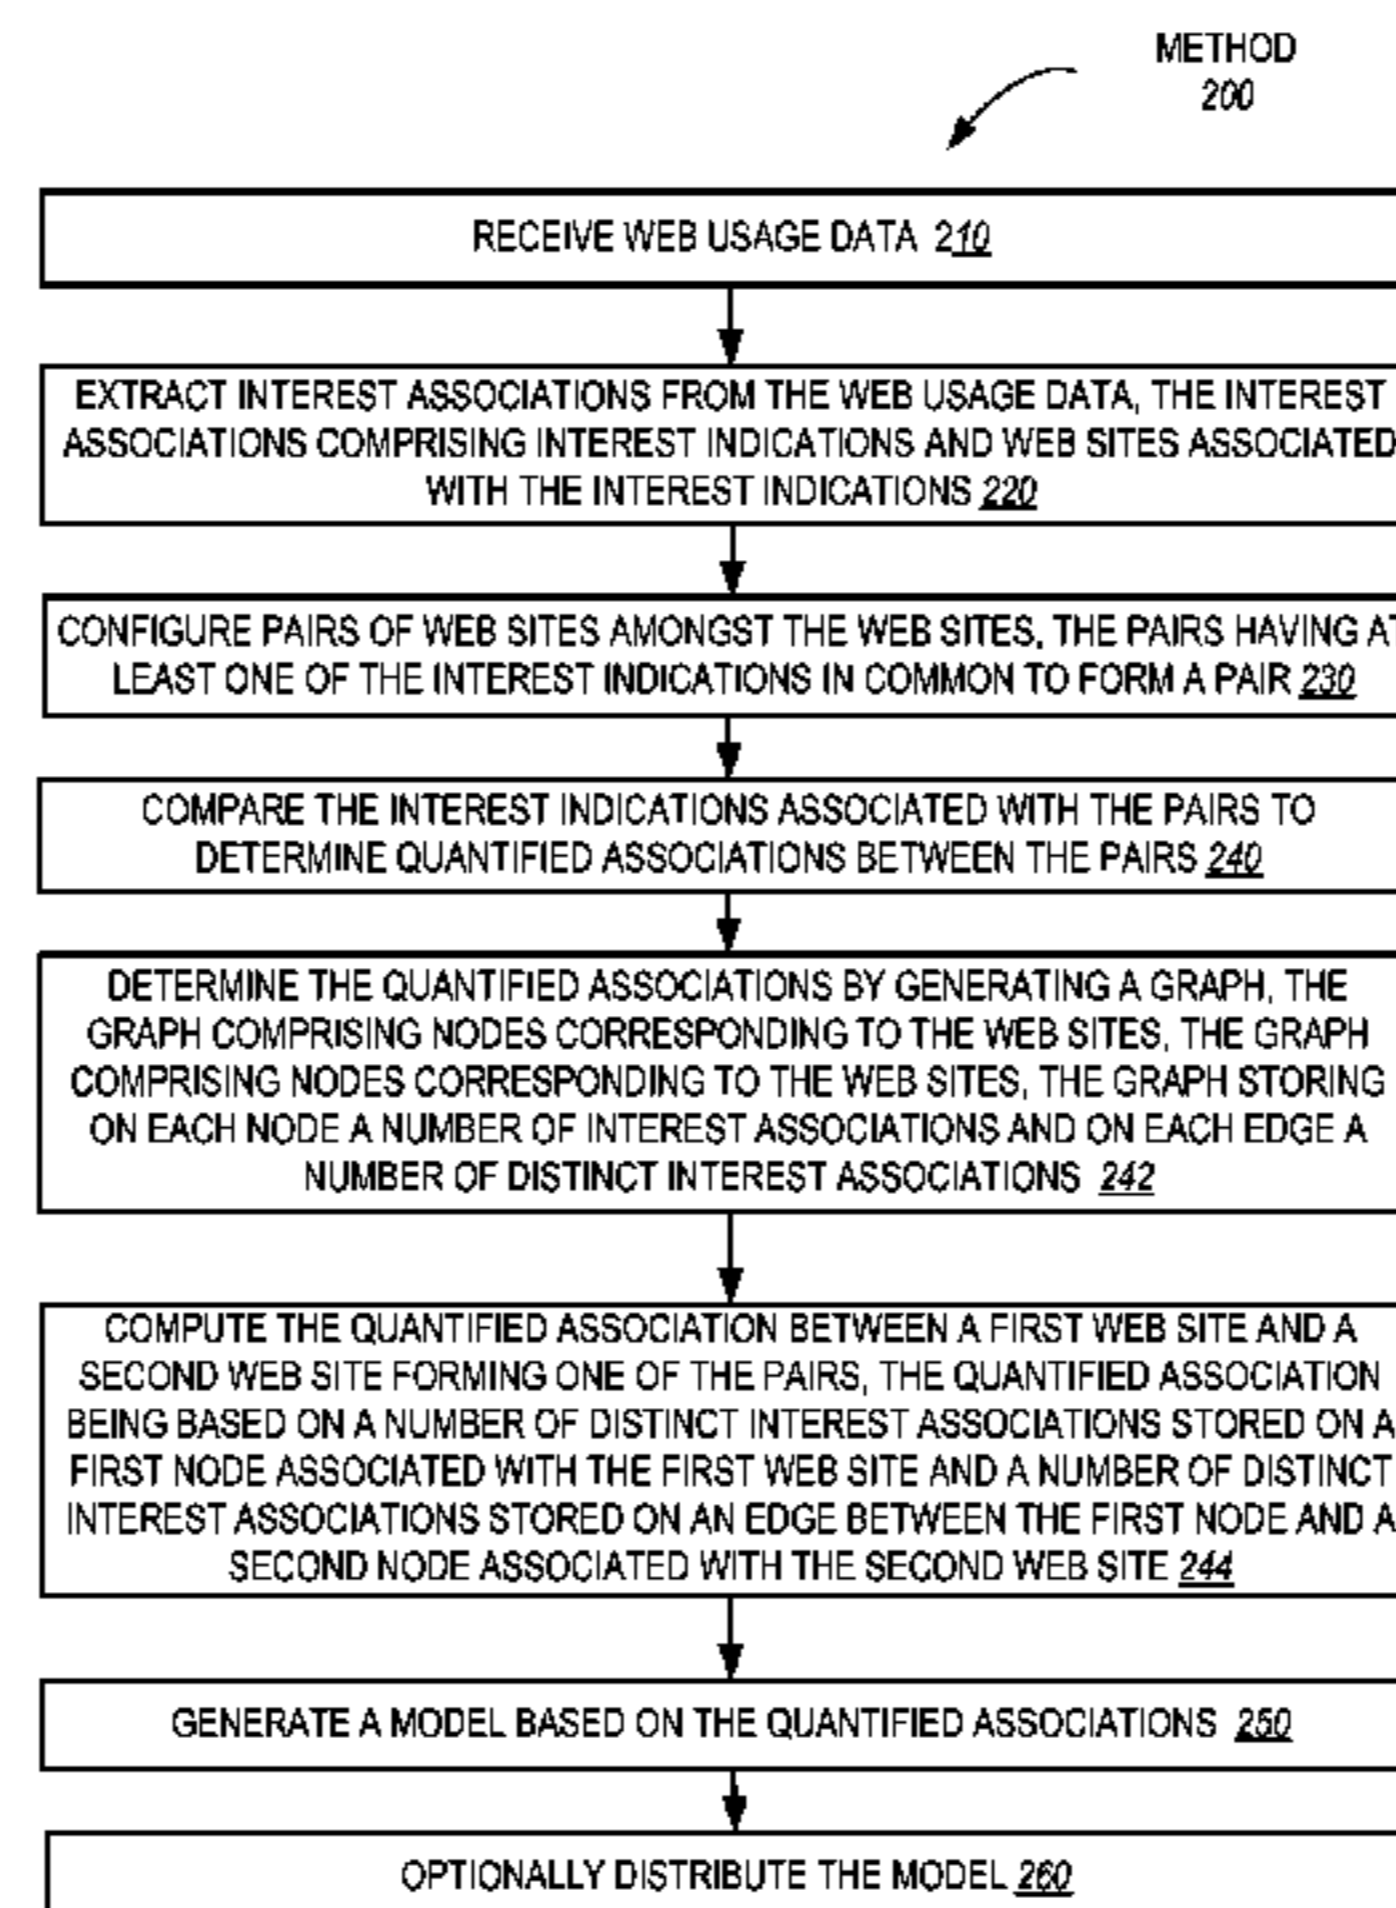 METHOD
200
RECEIVE WEB USAGE DATA 210
EXTRACT INTEREST ASSOCIATIONS FROM THE WEB USAGE DATA, THE INTEREST
ASSOCIATIONS COMPRISING INTEREST INDICATIONS AND WEB SITES ASSOCIATED
WITH THE INTEREST INDICATIONS 220
CONFIGURE PAIRS OF WEB SITES AMONGST THE WEB SITES, THE PAIRS HAVING AT
LEAST ONE OF THE INTEREST INDICATIONS IN COMMON TO FORM A PAIR 230
COMPARE THE INTEREST INDICATIONS ASSOCIATED WITH THE PAIRS TO
DETERMINE QUANTIFIED ASSOCIATIONS BETWEEN THE PAIRS 240
DETERMINE THE QUANTIFIED ASSOCIATIONS BY GENERATING A GRAPH, THE
GRAPH COMPRISING NODES CORRESPONDING TO THE WEB SITES, THE GRAPH
COMPRISING NODES CORRESPONDING TO THE WEB SITES, THE GRAPH STORING
ON EACH NODE A NUMBER OF INTEREST ASSOCIATIONS AND ON EACH EDGE A
NUMBER OF DISTINCT INTEREST ASSOCIATIONS 242
COMPUTE THE QUANTIFIED ASSOCIATION BETWEEN A FIRST WEB SITE AND A
SECOND WEB SITE FORMING ONE OF THE PAIRS, THE QUANTIFIED ASSOCIATION
BEING BASED ON A NUMBER OF DISTINCT INTEREST ASSOCIATIONS STORED ON A
FIRST NODE ASSOCIATED WITH THE FIRST WEB SITE AND A NUMBER OF DISTINCT
INTEREST ASSOCIATIONS STORED ON AN EDGE BETWEEN THE FIRST NODE AND A
SECOND NODE ASSOCIATED WITH THE SECOND WEB SITE 244
GENERATE A MODEL BASED ON THE QUANTIFIED ASSOCIATIONS 250
OPTIONALLY DISTRIBUTE THE MODEL 260